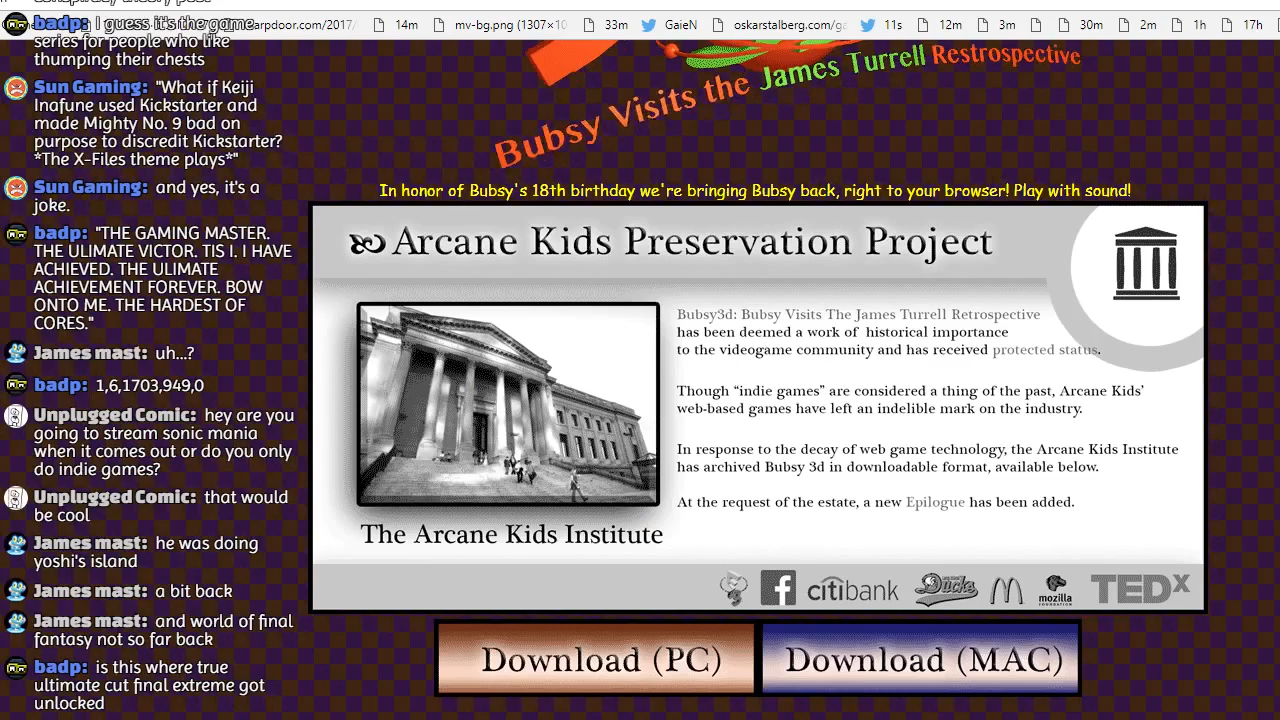 badp: I guess it's the game
series for people who like
thumping their chests
Sun Gaming: "What if Keiji
Inafune used Kickstarter and
made Mighty No. 9 bad on
purpose to discredit Kickstarter?
*The X-Files theme plays*"
Sun Gaming: and yes, it's a
joke.
badp: "THE GAMING MASTER.
THE ULIMATE VICTOR. TIS I. I HAVE
ACHIEVED. THE ULIMATE
ACHIEVEMENT FOREVER. BOW
ONTO ME. THE HARDEST OF
CORES."
James mast: uh...?
badp: 1,6,1703,949,0
Unplugged Comic: hey are you
going to stream sonic mania
when it comes out or do you only
do indie games?
Unplugged Comic: that would
be cool
James mast: he was doing
yoshi's island
James mast: a bit back
James mast: and world of final
fantasy not so far back
badp: is this where true
ultimate cut final extreme got
unlocked
arpdoor.com/2017/ 14m mv-bg.png (1307×10 33m GaieN oskarstalberg.com/ga 11s 12m 3m 30m 2m 1h 17h
Bubsy Visits the James Turrell Restrospective
In honor of Bubsy's 18th birthday we're bringing Bubsy back, right to your browser! Play with sound!
Arcane Kids Preservation Project
Bubsy3d: Bubsy Visits The James Turrell Retrospective
has been deemed a work of historical importance
to the videogame community and has received protected status.
Though “indie games” are considered a thing of the past, Arcane Kids’
web-based games have left an indelible mark on the industry.
In response to the decay of web game technology, the Arcane Kids Institute
has archived Bubsy 3d in downloadable format, available below.
At the request of the estate, a new Epilogue has been added.
The Arcane Kids Institute
citibank Ducks mozilla FOUNDATION TEDx
Download (PC)
Download (MAC)